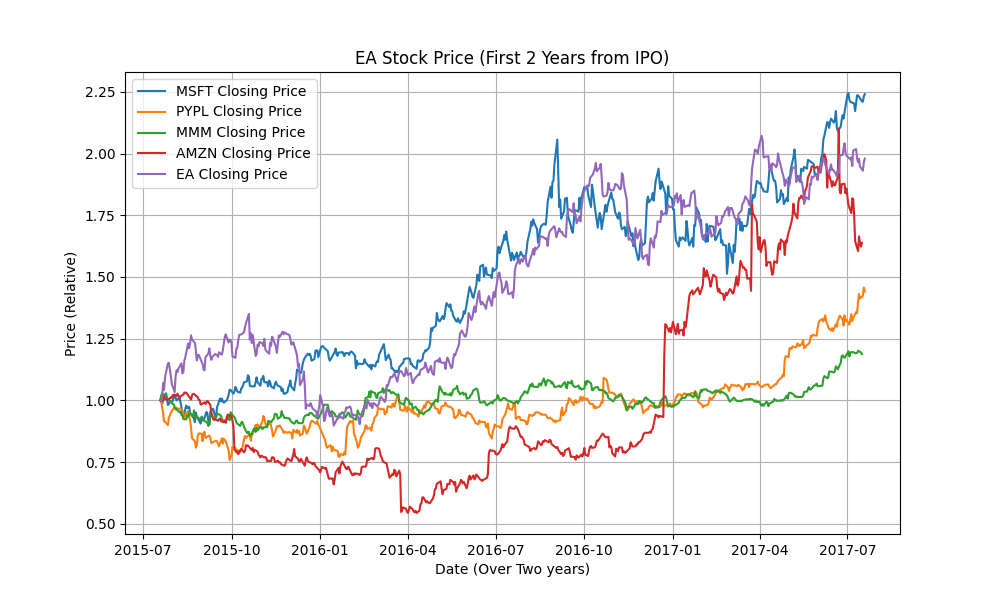 EA Stock Price (First 2 Years from IPO)
MSFT Closing Price
PYPL Closing Price
MMM Closing Price
AMZN Closing Price
EA Closing Price
Price (Relative)
2.25
2.00
1.75
1.50
1.25
1.00
0.75
0.50
2015-07 2015-10 2016-01 2016-04 2016-07 2016-10 2017-01 2017-04 2017-07
Date (Over Two years)